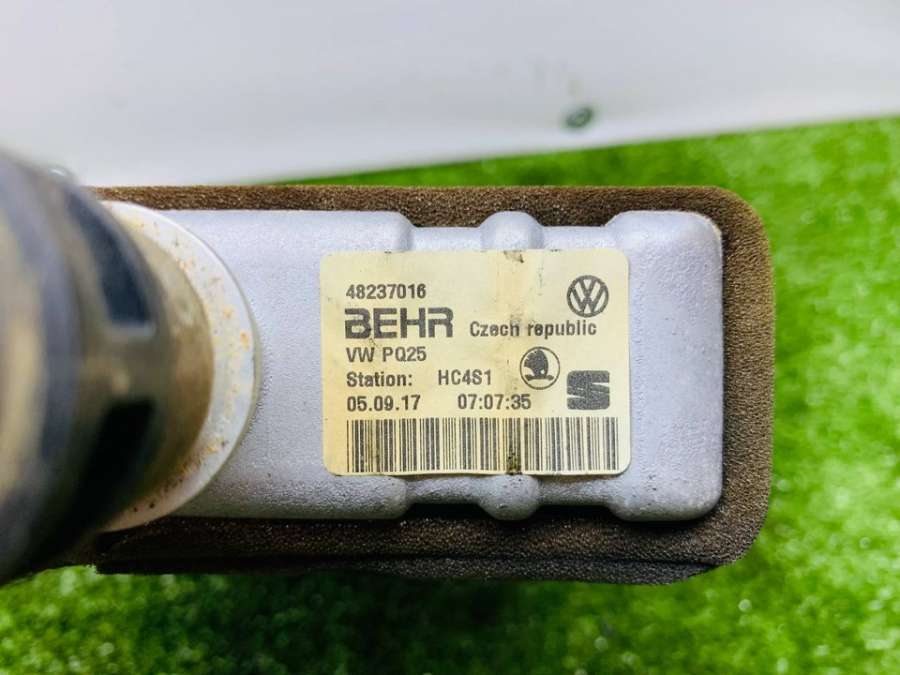 48237016
BEHR Czech republic
VW PQ25
Station: HC4S1
05.09.17 07:07:35